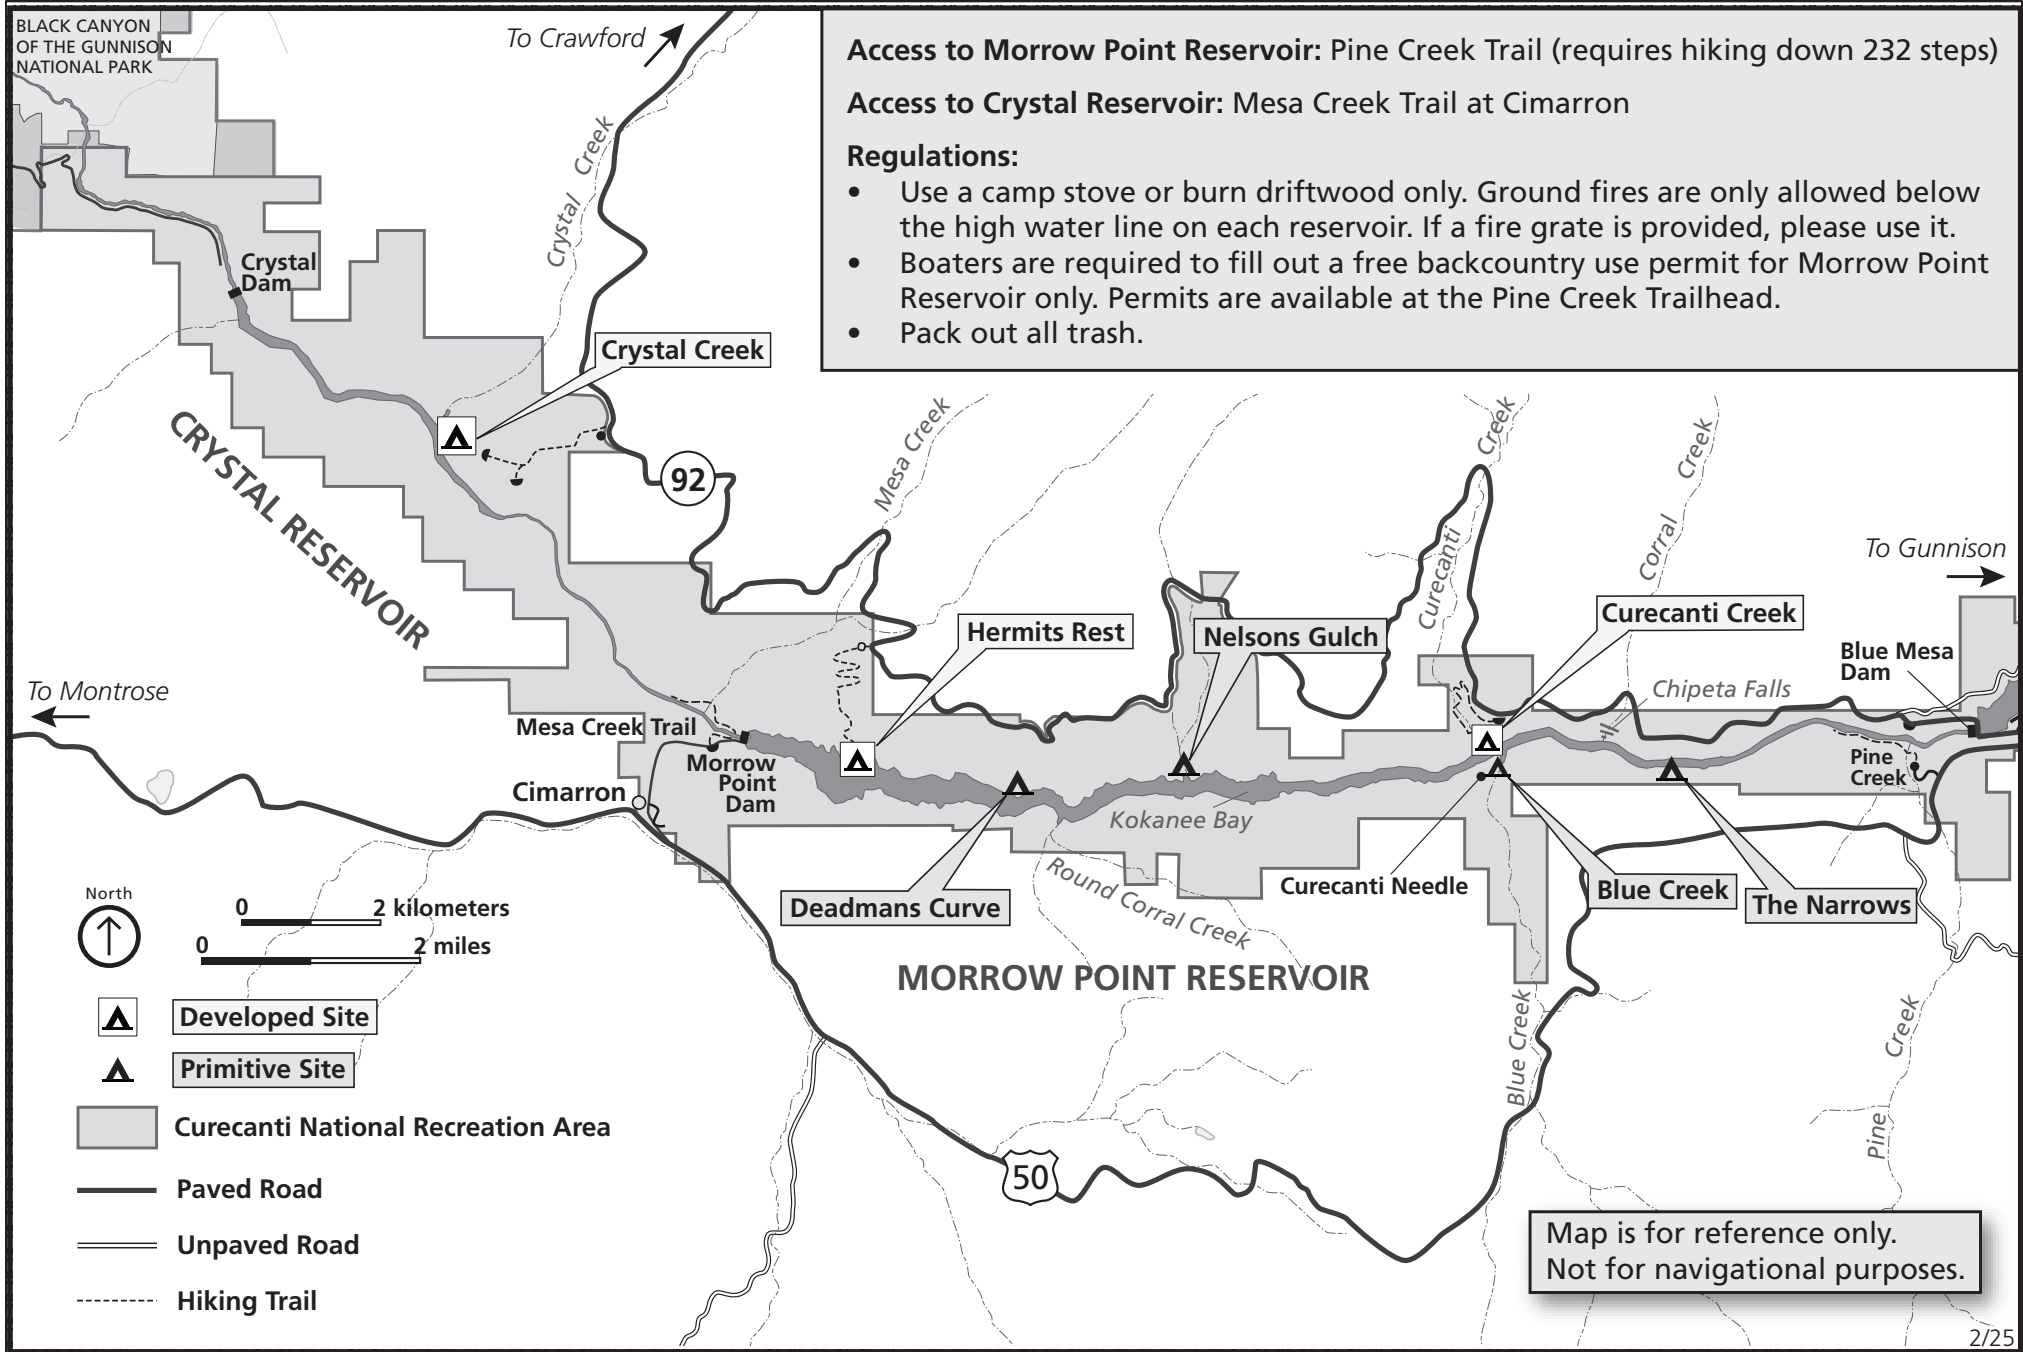 BLACK CANYON
OF THE GUNNISON
NATIONAL PARK
To Crawford
Access to Morrow Point Reservoir: Pine Creek Trail (requires hiking down 232 steps)
Access to Crystal Reservoir: Mesa Creek Trail at Cimarron
Regulations:
• Use a camp stove or burn driftwood only. Ground fires are only allowed below
the high water line on each reservoir. If a fire grate is provided, please use it.
• Boaters are required to fill out a free backcountry use permit for Morrow Point
Reservoir only. Permits are available at the Pine Creek Trailhead.
• Pack out all trash.
Crystal Creek
Crystal
Dam
Crystal Creek
CRYSTAL RESERVOIR
92
Mesa Creek
Curecanti Creek
Corral Creek
To Gunnison
Hermits Rest
Nelsons Gulch
Curecanti Creek
Blue Mesa
Dam
Chipeta Falls
To Montrose
Mesa Creek Trail
Morrow
Point
Dam
Cimarron
Pine
Creek
Kokanee Bay
Round Corral Creek
Deadmans Curve
Curecanti Needle
Blue Creek
The Narrows
MORROW POINT RESERVOIR
Blue Creek
Pine Creek
50
North
0 2 kilometers
0 2 miles
Developed Site
Primitive Site
Curecanti National Recreation Area
Paved Road
Unpaved Road
Hiking Trail
Map is for reference only.
Not for navigational purposes.
2/25